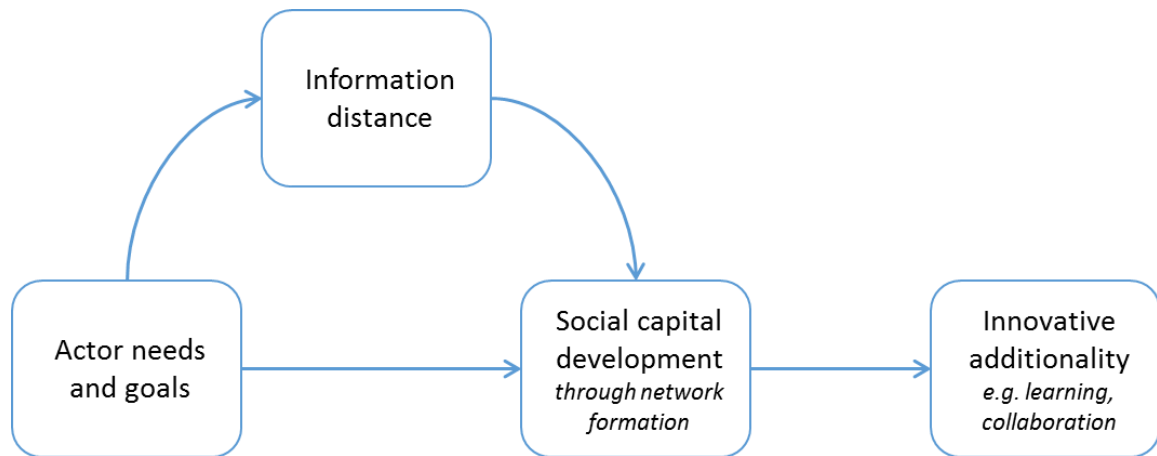 Information
distance
Actor needs
and goals
Social capital
development
through network
formation
Innovative
additionality
e.g. learning,
collaboration